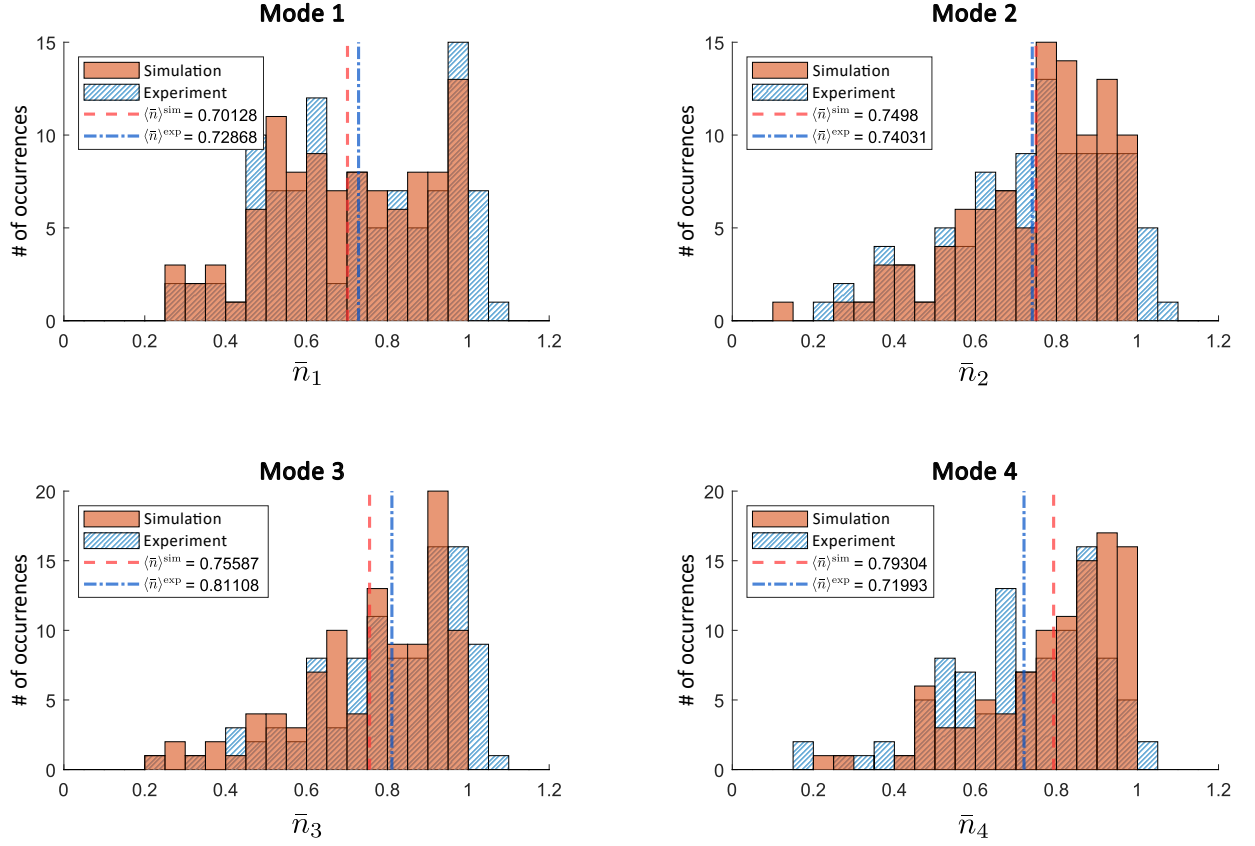 Mode 1
15
10
5
0
# of occurrences
Simulation
Experiment
⟨n̄⟩^sim = 0.70128
⟨n̄⟩^exp = 0.72868
0 0.2 0.4 0.6 0.8 1 1.2
n̄₁
Mode 2
15
10
5
0
# of occurrences
Simulation
Experiment
⟨n̄⟩^sim = 0.7498
⟨n̄⟩^exp = 0.74031
0 0.2 0.4 0.6 0.8 1 1.2
n̄₂
Mode 3
20
15
10
5
0
# of occurrences
Simulation
Experiment
⟨n̄⟩^sim = 0.75587
⟨n̄⟩^exp = 0.81108
0 0.2 0.4 0.6 0.8 1 1.2
n̄₃
Mode 4
20
15
10
5
0
# of occurrences
Simulation
Experiment
⟨n̄⟩^sim = 0.79304
⟨n̄⟩^exp = 0.71993
0 0.2 0.4 0.6 0.8 1 1.2
n̄₄